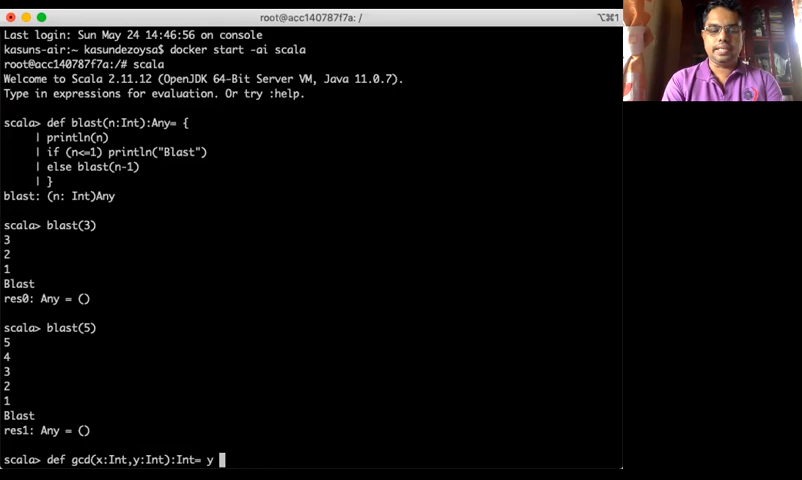 root@acc140787f7a: /
⌥⌘1
Last login: Sun May 24 14:46:56 on console
kasuns-air:~ kasundezoysa$ docker start -ai scala
root@acc140787f7a:/# scala
Welcome to Scala 2.11.12 (OpenJDK 64-Bit Server VM, Java 11.0.7).
Type in expressions for evaluation. Or try :help.
scala> def blast(n:Int):Any= {
| println(n)
| if (n<=1) println("Blast")
| else blast(n-1)
| }
blast: (n: Int)Any
scala> blast(3)
3
2
1
Blast
res0: Any = ()
scala> blast(5)
5
4
3
2
1
Blast
res1: Any = ()
scala> def gcd(x:Int,y:Int):Int= y